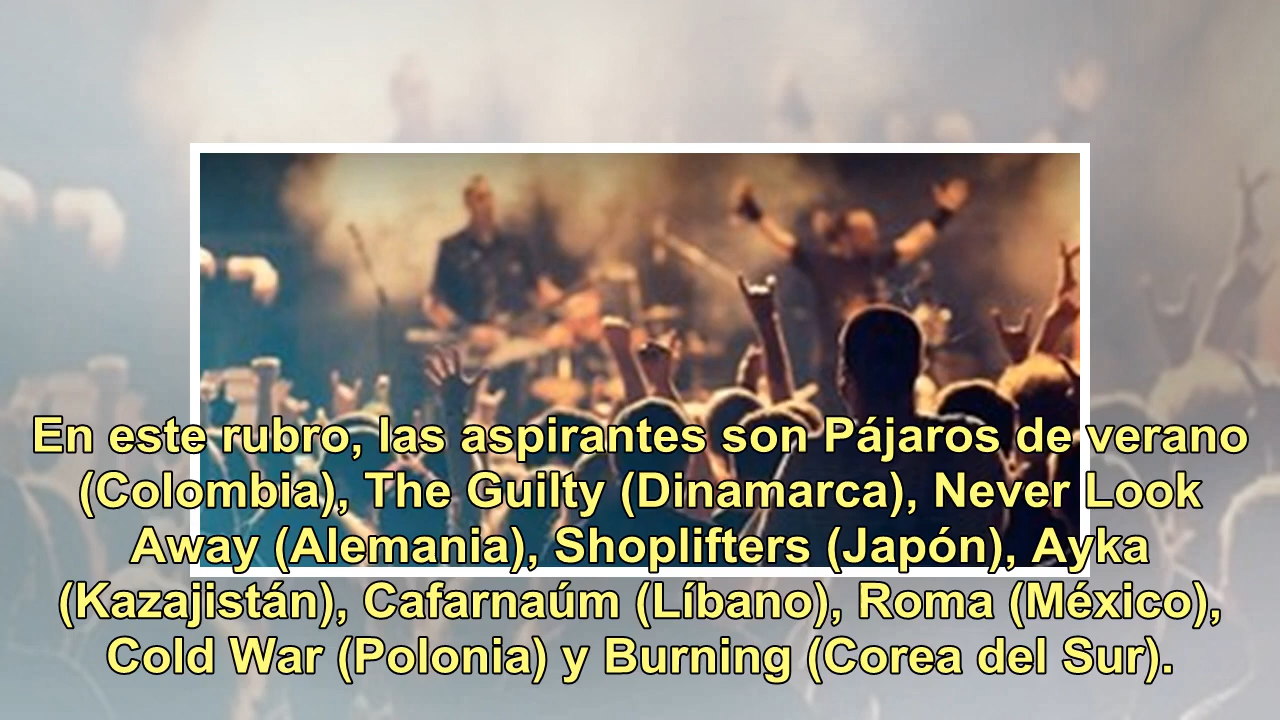 En este rubro, las aspirantes son Pájaros de verano
(Colombia), The Guilty (Dinamarca), Never Look
Away (Alemania), Shoplifters (Japón), Ayka
(Kazajistán), Cafarnaúm (Líbano), Roma (México),
Cold War (Polonia) y Burning (Corea del Sur).